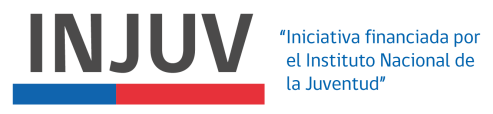 INJUV
“Iniciativa financiada por
el Instituto Nacional de
la Juventud”